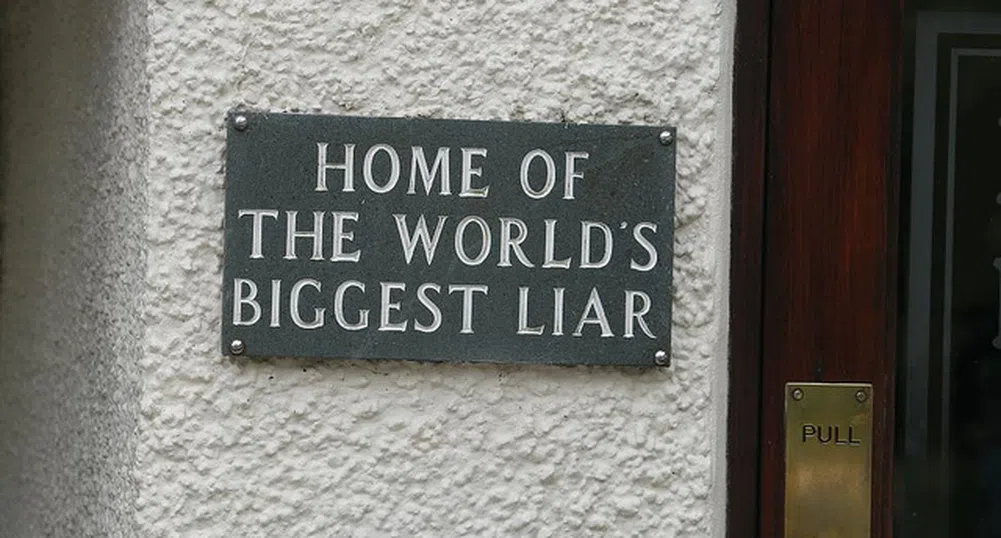 HOME OF
THE WORLD'S
BIGGEST LIAR
PULL